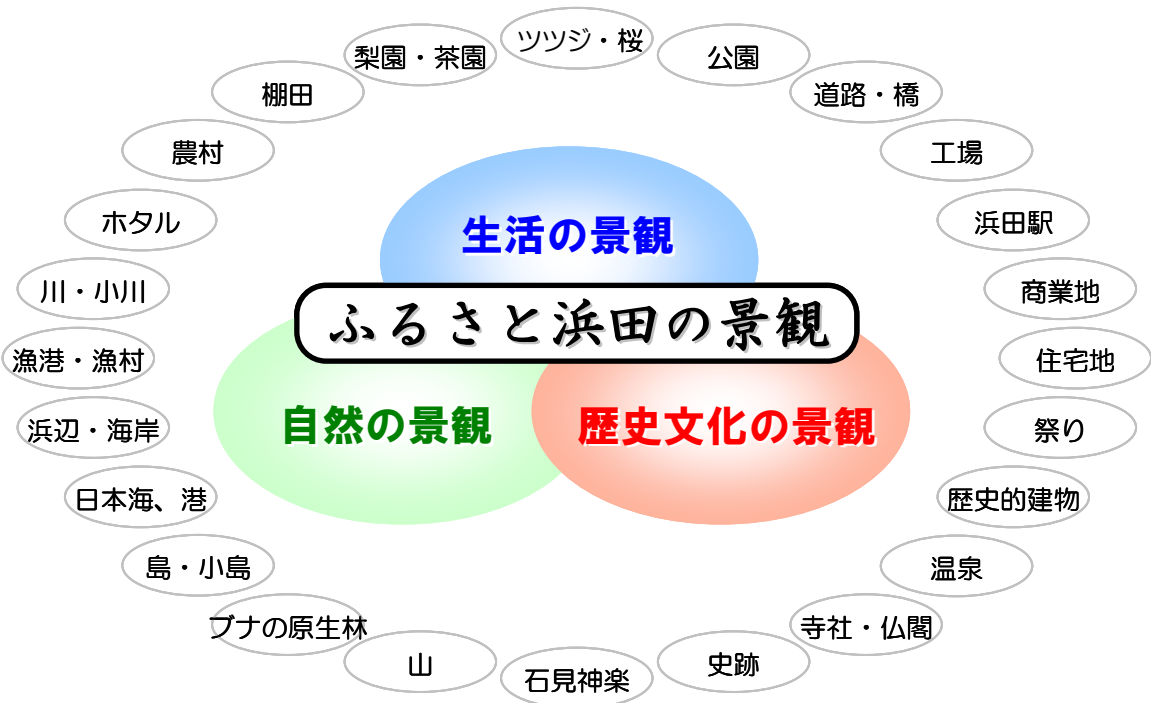 ツツジ・桜
梨園・茶園
公園
棚田
道路・橋
農村
工場
ホタル
浜田駅
生活の景観
川・小川
商業地
ふるさと浜田の景観
漁港・漁村
住宅地
浜辺・海岸
自然の景観
歴史文化の景観
祭り
日本海、港
歴史的建物
島・小島
温泉
ブナの原生林
寺社・仏閣
山
史跡
石見神楽